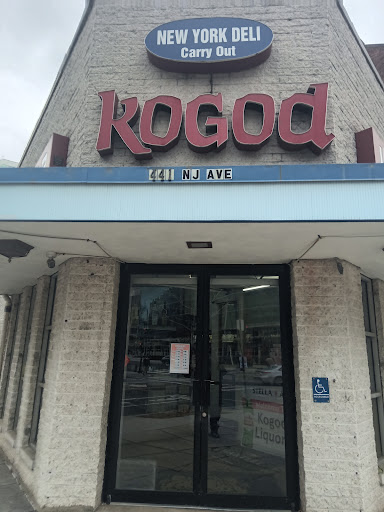 NEW YORK DELI
Carry Out
KOGOD
441 NJ AVE
Kogod
Liquor